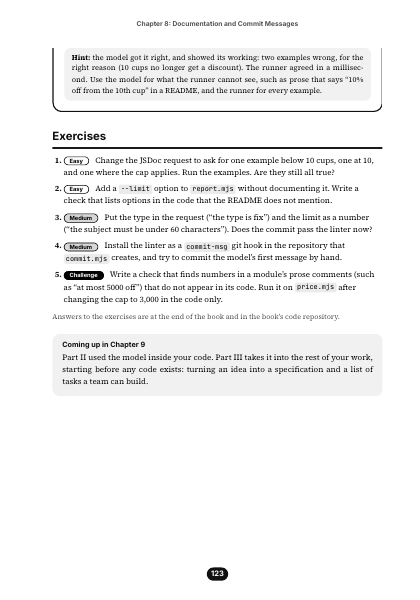 Chapter 8: Documentation and Commit Messages
Hint: the model got it right, and showed its working: two examples wrong, for the
right reason (10 cups no longer get a discount). The runner agreed in a millisec-
ond. Use the model for what the runner cannot see, such as prose that says “10%
off from the 10th cup” in a README, and the runner for every example.
Exercises
1. Easy Change the JSDoc request to ask for one example below 10 cups, one at 10,
and one where the cap applies. Run the examples. Are they still all true?
2. Easy Add a --limit option to report.mjs without documenting it. Write a
check that lists options in the code that the README does not mention.
3. Medium Put the type in the request (“the type is fix”) and the limit as a number
(“the subject must be under 60 characters”). Does the commit pass the linter now?
4. Medium Install the linter as a commit-msg git hook in the repository that
commit.mjs creates, and try to commit the model’s first message by hand.
5. Challenge Write a check that finds numbers in a module’s prose comments (such
as “at most 5000 off”) that do not appear in its code. Run it on price.mjs after
changing the cap to 3,000 in the code only.
Answers to the exercises are at the end of the book and in the book’s code repository.
Coming up in Chapter 9
Part II used the model inside your code. Part III takes it into the rest of your work,
starting before any code exists: turning an idea into a specification and a list of
tasks a team can build.
123